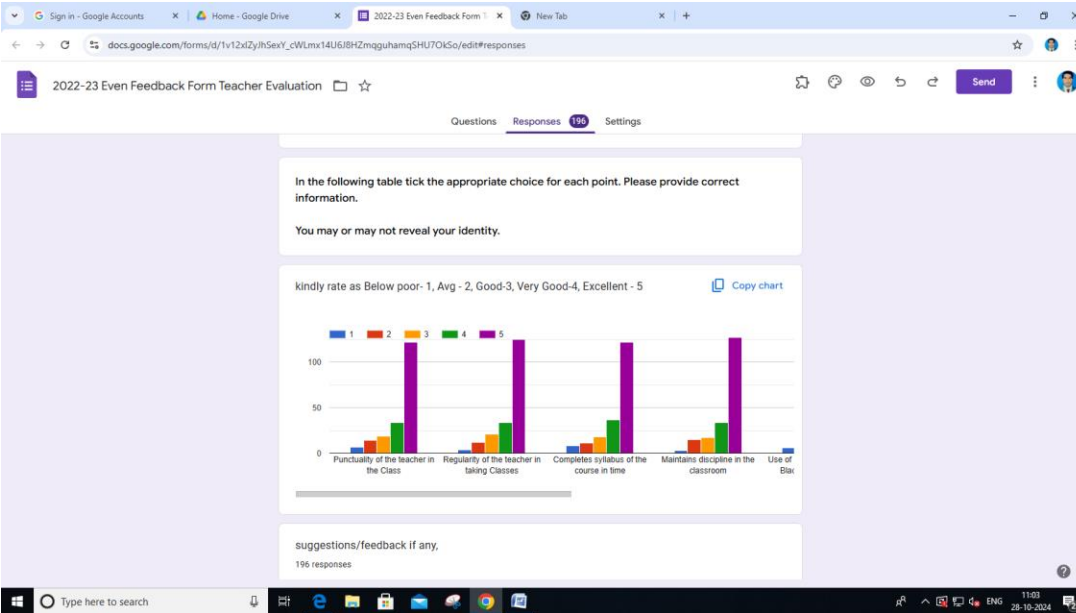 Sign in - Google Accounts
Home - Google Drive
2022-23 Even Feedback Form
New Tab
docs.google.com/forms/d/1v12xlZyJhSexY_cWLmx14U6J8HZmqguhamqSHU7OkSo/edit#responses
2022-23 Even Feedback Form Teacher Evaluation
Send
Questions Responses 196 Settings
In the following table tick the appropriate choice for each point. Please provide correct
information.
You may or may not reveal your identity.
kindly rate as Below poor- 1, Avg - 2, Good-3, Very Good-4, Excellent - 5
Copy chart
1 2 3 4 5
100
50
0
Punctuality of the teacher in
the Class
Regularity of the teacher in
taking Classes
Completes syllabus of the
course in time
Maintains discipline in the
classroom
Use of
Blac
suggestions/feedback if any,
196 responses
Type here to search
ENG
11:03
28-10-2024